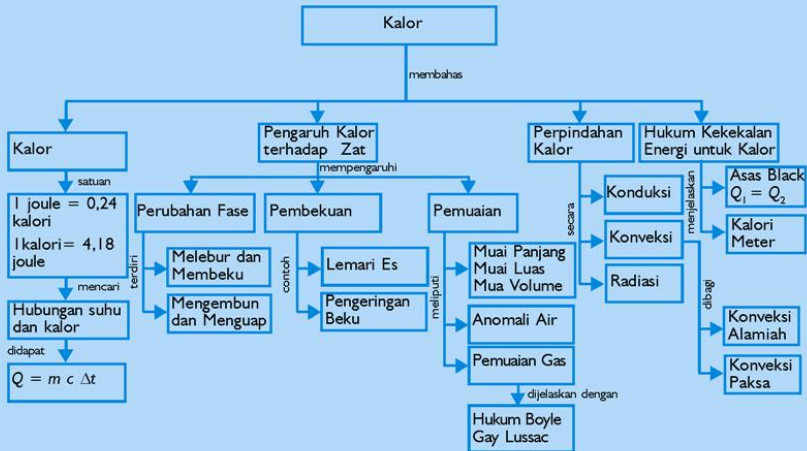 Kalor
membahas
Kalor
satuan
1 joule = 0,24
kalori
1kalori= 4,18
joule
mencari
Hubungan suhu
dan kalor
didapat
Q = m c Δt
Pengaruh Kalor
terhadap Zat
mempengaruhi
Perubahan Fase
terdiri
Melebur dan
Membeku
Mengembun
dan Menguap
Pembekuan
contoh
Lemari Es
Pengeringan
Beku
Pemuaian
meliputi
Muai Panjang
Muai Luas
Mua Volume
Anomali Air
Pemuaian Gas
dijelaskan dengan
Hukum Boyle
Gay Lussac
Perpindahan
Kalor
secara
Konduksi
Konveksi
Radiasi
dibagi
Konveksi
Alamiah
Konveksi
Paksa
Hukum Kekekalan
Energi untuk Kalor
menjelaskan
Asas Black
Q₁ = Q₂
Kalori
Meter